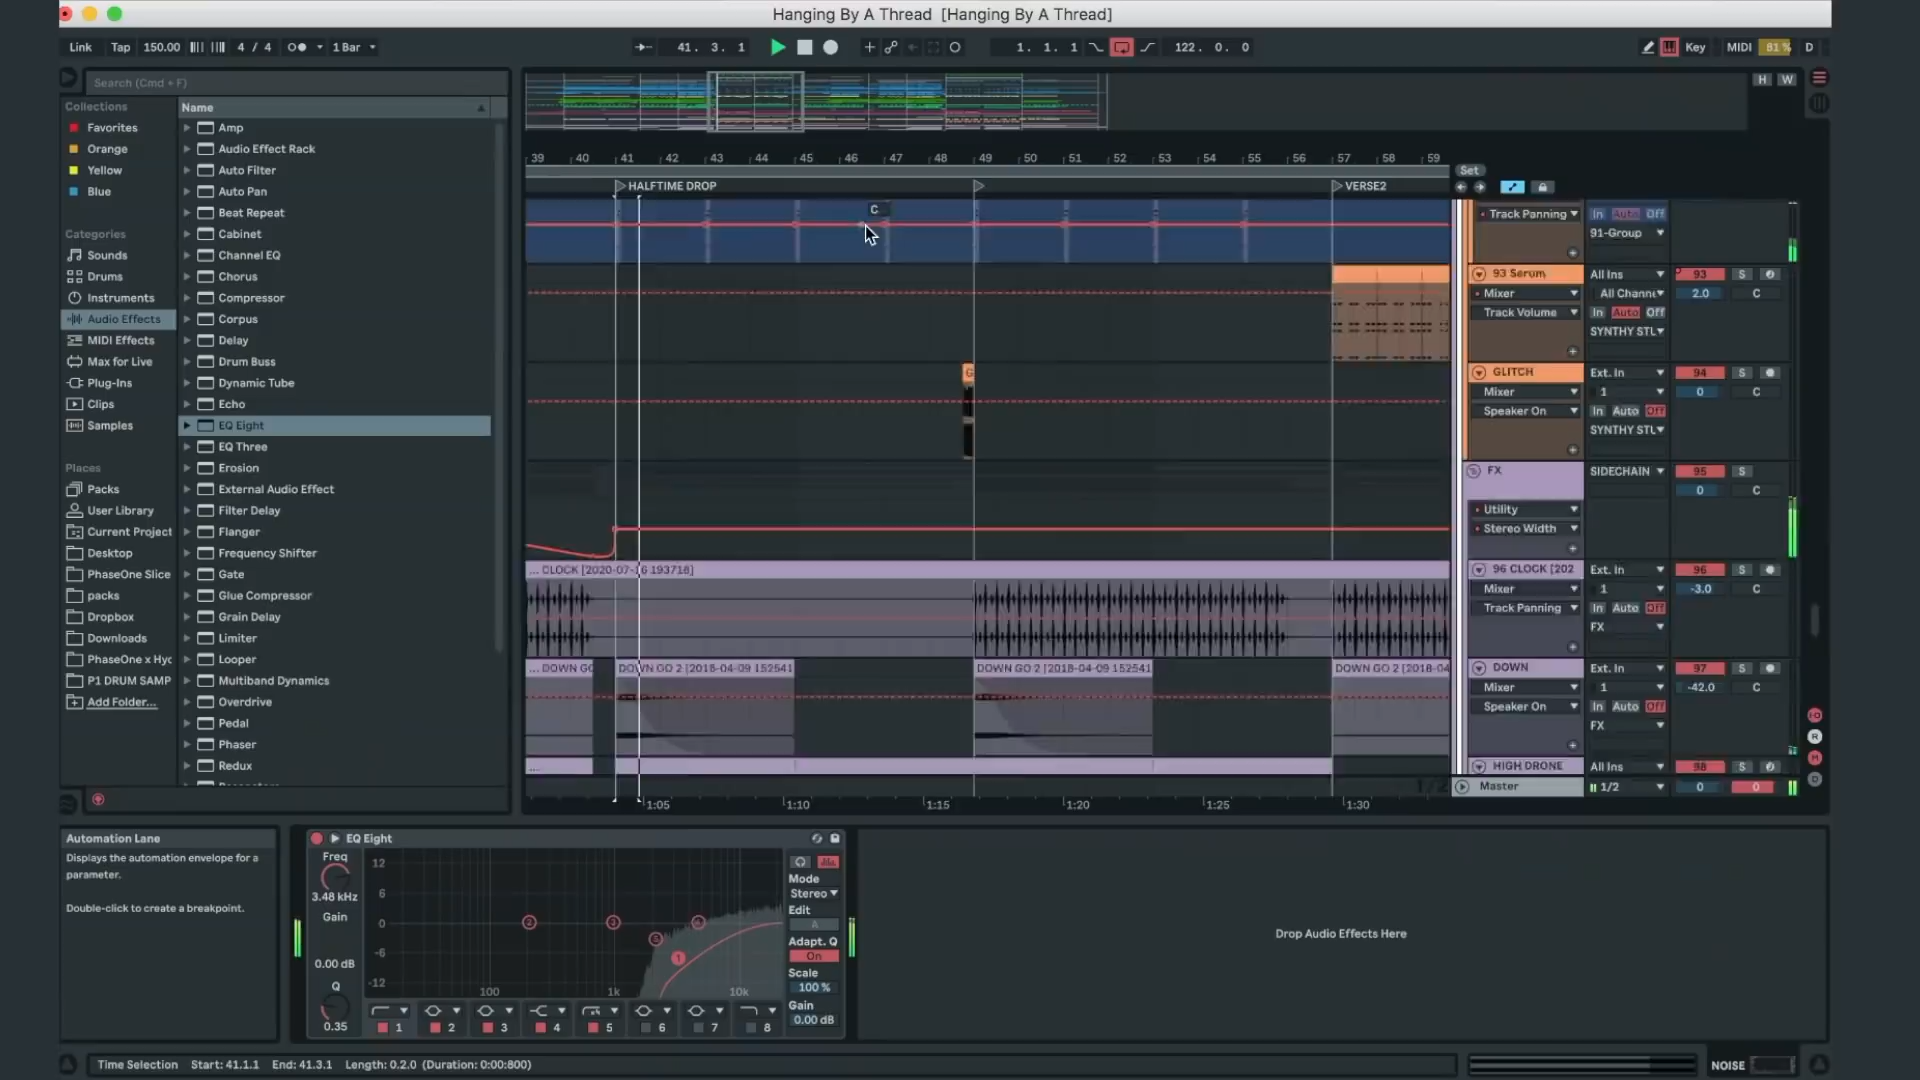 Hanging By A Thread [Hanging By A Thread]
Link Tap 150.00 4 / 4 1 Bar 41. 3. 1 1. 1. 1 122. 0. 0 Key MIDI 81 % D
Search (Cmd + F)
H W
Collections
Favorites
Orange
Yellow
Blue
Categories
Sounds
Drums
Instruments
Audio Effects
MIDI Effects
Max for Live
Plug-Ins
Clips
Samples
Places
Packs
User Library
Current Project
Desktop
PhaseOne Slice
packs
Dropbox
Downloads
PhaseOne x Hyc
P1 DRUM SAMP
Add Folder...
Name
Amp
Audio Effect Rack
Auto Filter
Auto Pan
Beat Repeat
Cabinet
Channel EQ
Chorus
Compressor
Corpus
Delay
Drum Buss
Dynamic Tube
Echo
EQ Eight
EQ Three
Erosion
External Audio Effect
Filter Delay
Flanger
Frequency Shifter
Gate
Glue Compressor
Grain Delay
Limiter
Looper
Multiband Dynamics
Overdrive
Pedal
Phaser
Redux
39 40 41 42 43 44 45 46 47 48 49 50 51 52 53 54 55 56 57 58 59
Set
HALFTIME DROP VERSE2
C
G
... CLOCK [2020-07-16 193718]
... DOWN GO DOWN GO 2 [2018-04-09 152541 DOWN GO 2 [2018-04-09 152541 DOWN GO 2 [2018-04
...
1/2
1:05 1:10 1:15 1:20 1:25 1:30
Track Panning In Auto Off
91-Group
93 Serum All Ins 93 S
Mixer All Channe 2.0 C
Track Volume In Auto Off
SYNTHY STL
GLITCH Ext. In 94 S
Mixer 1 0 C
Speaker On In Auto Off
SYNTHY STL
FX SIDECHAIN 95 S
0 C
Utility
Stereo Width
96 CLOCK [202 Ext. In 96 S
Mixer 1 -3.0 C
Track Panning In Auto Off
FX
DOWN Ext. In 97 S
Mixer 1 -42.0 C
Speaker On In Auto Off
FX
HIGH DRONE All Ins 98 S
Master 1/2 0 0
IO
R
M
D
Automation Lane
Displays the automation envelope for a
parameter.
Double-click to create a breakpoint.
EQ Eight
Freq
3.48 kHz
Gain
0.00 dB
Q
0.35
12
6
0
-6
-12
100 1k 10k
2 3 4 5 1
1 2 3 4 5 6 7 8
Mode
Stereo
Edit
A
Adapt. Q
On
Scale
100 %
Gain
0.00 dB
Drop Audio Effects Here
Time Selection Start: 41.1.1 End: 41.3.1 Length: 0.2.0 (Duration: 0:00:800)
NOISE